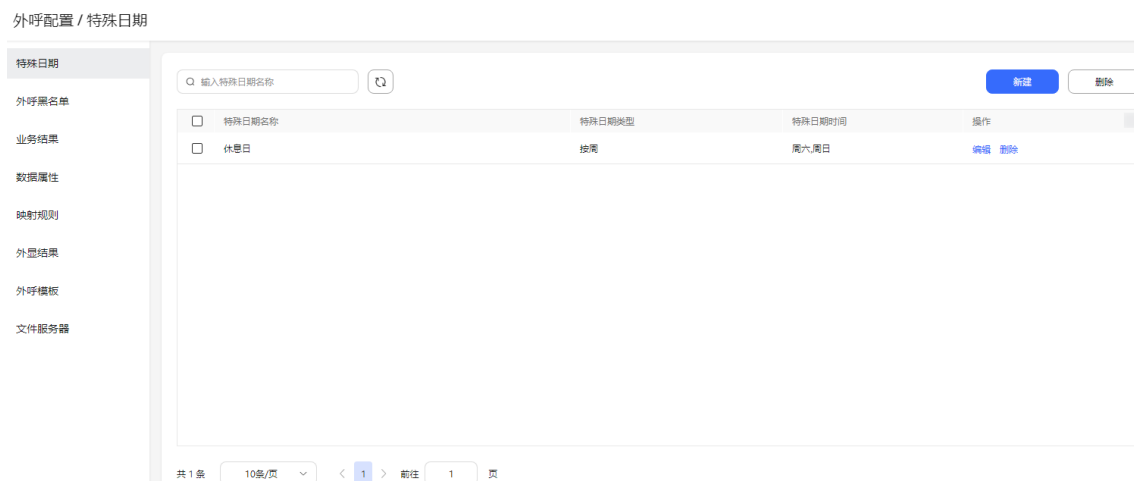 外呼配置 / 特殊日期
特殊日期
外呼黑名单
业务结果
数据属性
映射规则
外显结果
外呼模板
文件服务器
输入特殊日期名称
新建 删除
特殊日期名称 特殊日期类型 特殊日期时间 操作
休息日 按周 周六,周日 编辑 删除
共 1 条 10条/页 1 前往 1 页